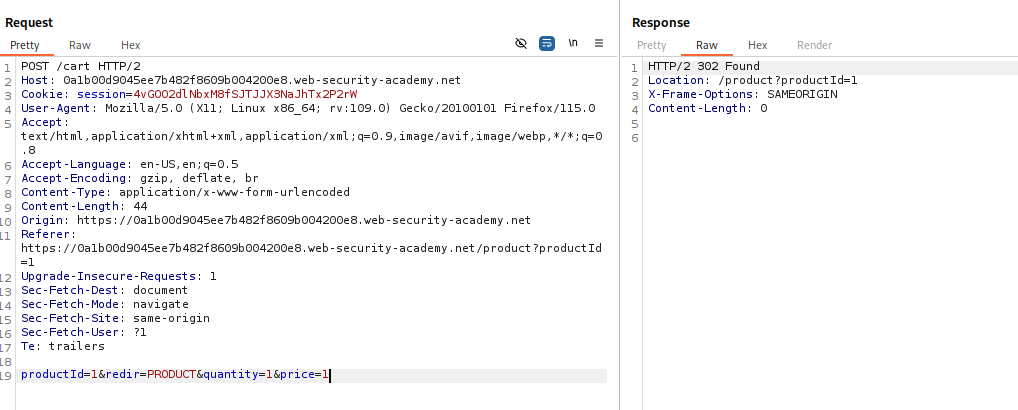 Request
Pretty Raw Hex
\n
1 POST /cart HTTP/2
2 Host: 0a1b00d9045ee7b482f8609b004200e8.web-security-academy.net
3 Cookie: session=4vG0O2dlNbxM8fSJTJJX3NaJhTx2P2rW
4 User-Agent: Mozilla/5.0 (X11; Linux x86_64; rv:109.0) Gecko/20100101 Firefox/115.0
5 Accept:
text/html,application/xhtml+xml,application/xml;q=0.9,image/avif,image/webp,*/*;q=0
.8
6 Accept-Language: en-US,en;q=0.5
7 Accept-Encoding: gzip, deflate, br
8 Content-Type: application/x-www-form-urlencoded
9 Content-Length: 44
10 Origin: https://0a1b00d9045ee7b482f8609b004200e8.web-security-academy.net
11 Referer:
https://0a1b00d9045ee7b482f8609b004200e8.web-security-academy.net/product?productId
=1
12 Upgrade-Insecure-Requests: 1
13 Sec-Fetch-Dest: document
14 Sec-Fetch-Mode: navigate
15 Sec-Fetch-Site: same-origin
16 Sec-Fetch-User: ?1
17 Te: trailers
18
19 productId=1&redir=PRODUCT&quantity=1&price=1
Response
Pretty Raw Hex Render
1 HTTP/2 302 Found
2 Location: /product?productId=1
3 X-Frame-Options: SAMEORIGIN
4 Content-Length: 0
5
6